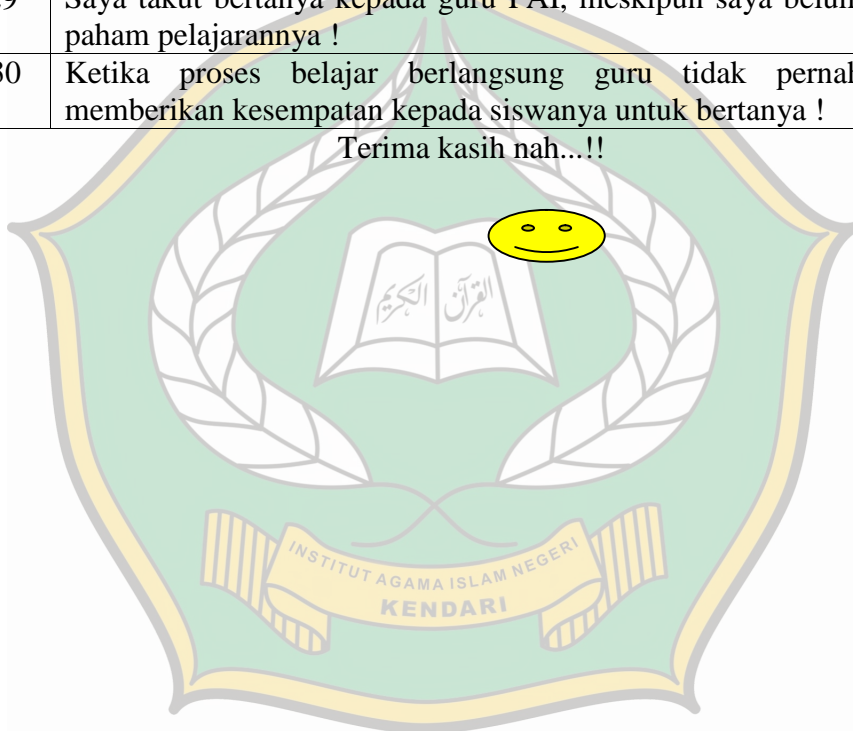 9 Saya takut bertanya kepada guru PAI, meskipun saya belum
paham pelajarannya !
30 Ketika proses belajar berlangsung guru tidak pernah
memberikan kesempatan kepada siswanya untuk bertanya !
Terima kasih nah...!!
القرآن الكريم
INSTITUT AGAMA ISLAM NEGERI
KENDARI